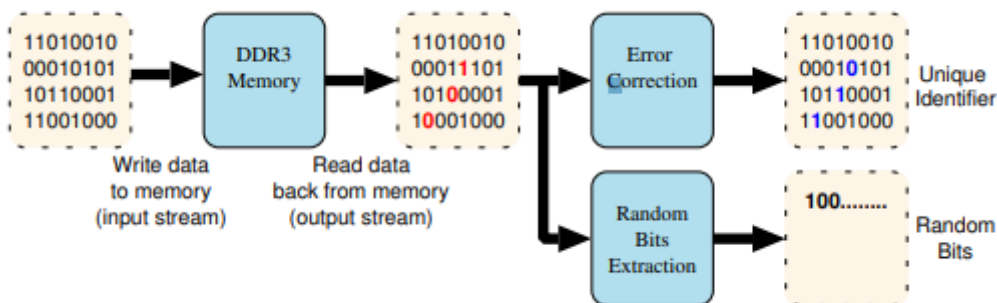 11010010
00010101
10110001
11001000
DDR3
Memory
11010010
00011101
10100001
10001000
Error
Correction
11010010
00010101
10110001
11001000
Unique
Identifier
Write data
to memory
(input stream)
Read data
back from memory
(output stream)
Random
Bits
Extraction
100........
Random
Bits